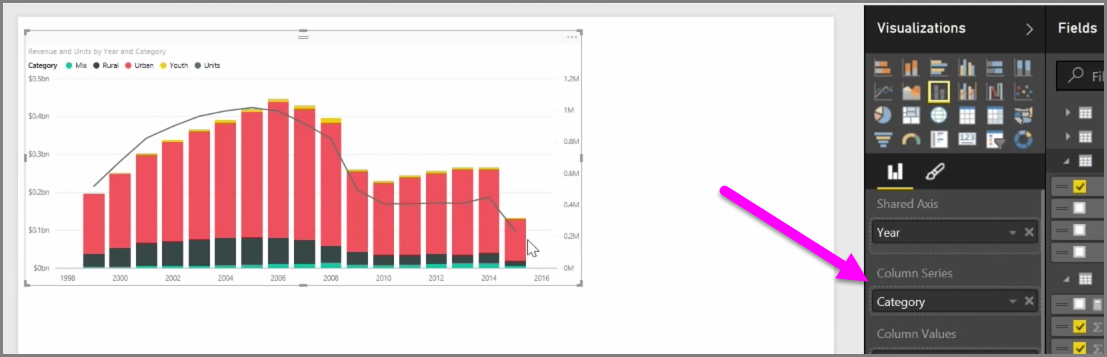 Visualizations
Fields
Revenue and Units by Year and Category
Category Mix Rural Urban Youth Units
$0.5bn
1.2M
$0.4bn
1M
0.8M
$0.3bn
0.6M
$0.2bn
0.4M
$0.1bn
0.2M
$0bn
0M
1998 2000 2002 2004 2006 2008 2010 2012 2014 2016
123
Shared Axis
Year
Column Series
Category
Column Values